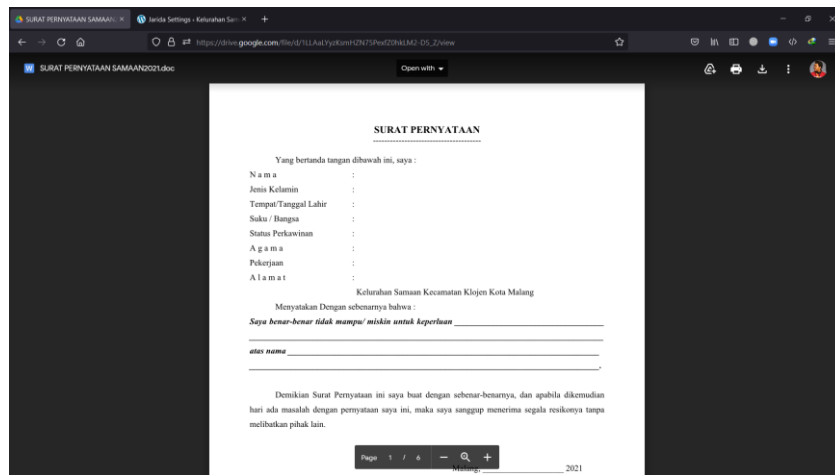 SURAT PERNYATAAN SAMAAN
Jarida Settings - Kelurahan Sam
https://drive.google.com/file/d/1LLAaLYyzKsmHZN75PexfZ0hkLM2-DS_Z/view
SURAT PERNYATAAN SAMAAN2021.doc
Open with
SURAT PERNYATAAN
Yang bertanda tangan dibawah ini, saya :
N a m a :
Jenis Kelamin :
Tempat/Tanggal Lahir :
Suku / Bangsa :
Status Perkawinan :
A g a m a :
Pekerjaan :
A l a m a t :
Kelurahan Samaan Kecamatan Klojen Kota Malang
Menyatakan Dengan sebenarnya bahwa :
Saya benar-benar tidak mampu/ miskin untuk keperluan
atas nama
Demikian Surat Pernyataan ini saya buat dengan sebenar-benarnya, dan apabila dikemudian
hari ada masalah dengan pernyataan saya ini, maka saya sanggup menerima segala resikonya tanpa
melibatkan pihak lain.
Page 1 / 6
Malang, 2021